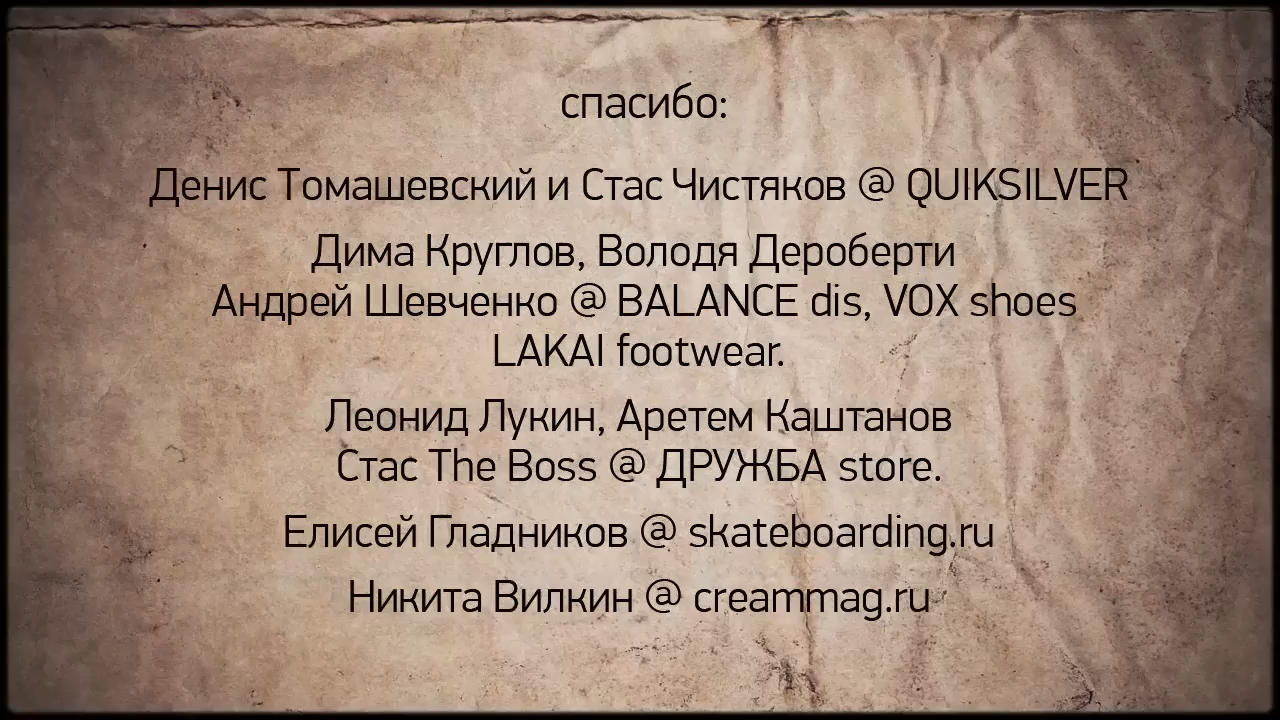 спасибо:
Денис Томашевский и Стас Чистяков @ QUIKSILVER
Дима Круглов, Володя Дероберти
Андрей Шевченко @ BALANCE dis, VOX shoes
LAKAI footwear.
Леонид Лукин, Аретем Каштанов
Стас The Boss @ ДРУЖБА store.
Елисей Гладников @ skateboarding.ru
Никита Вилкин @ creammag.ru